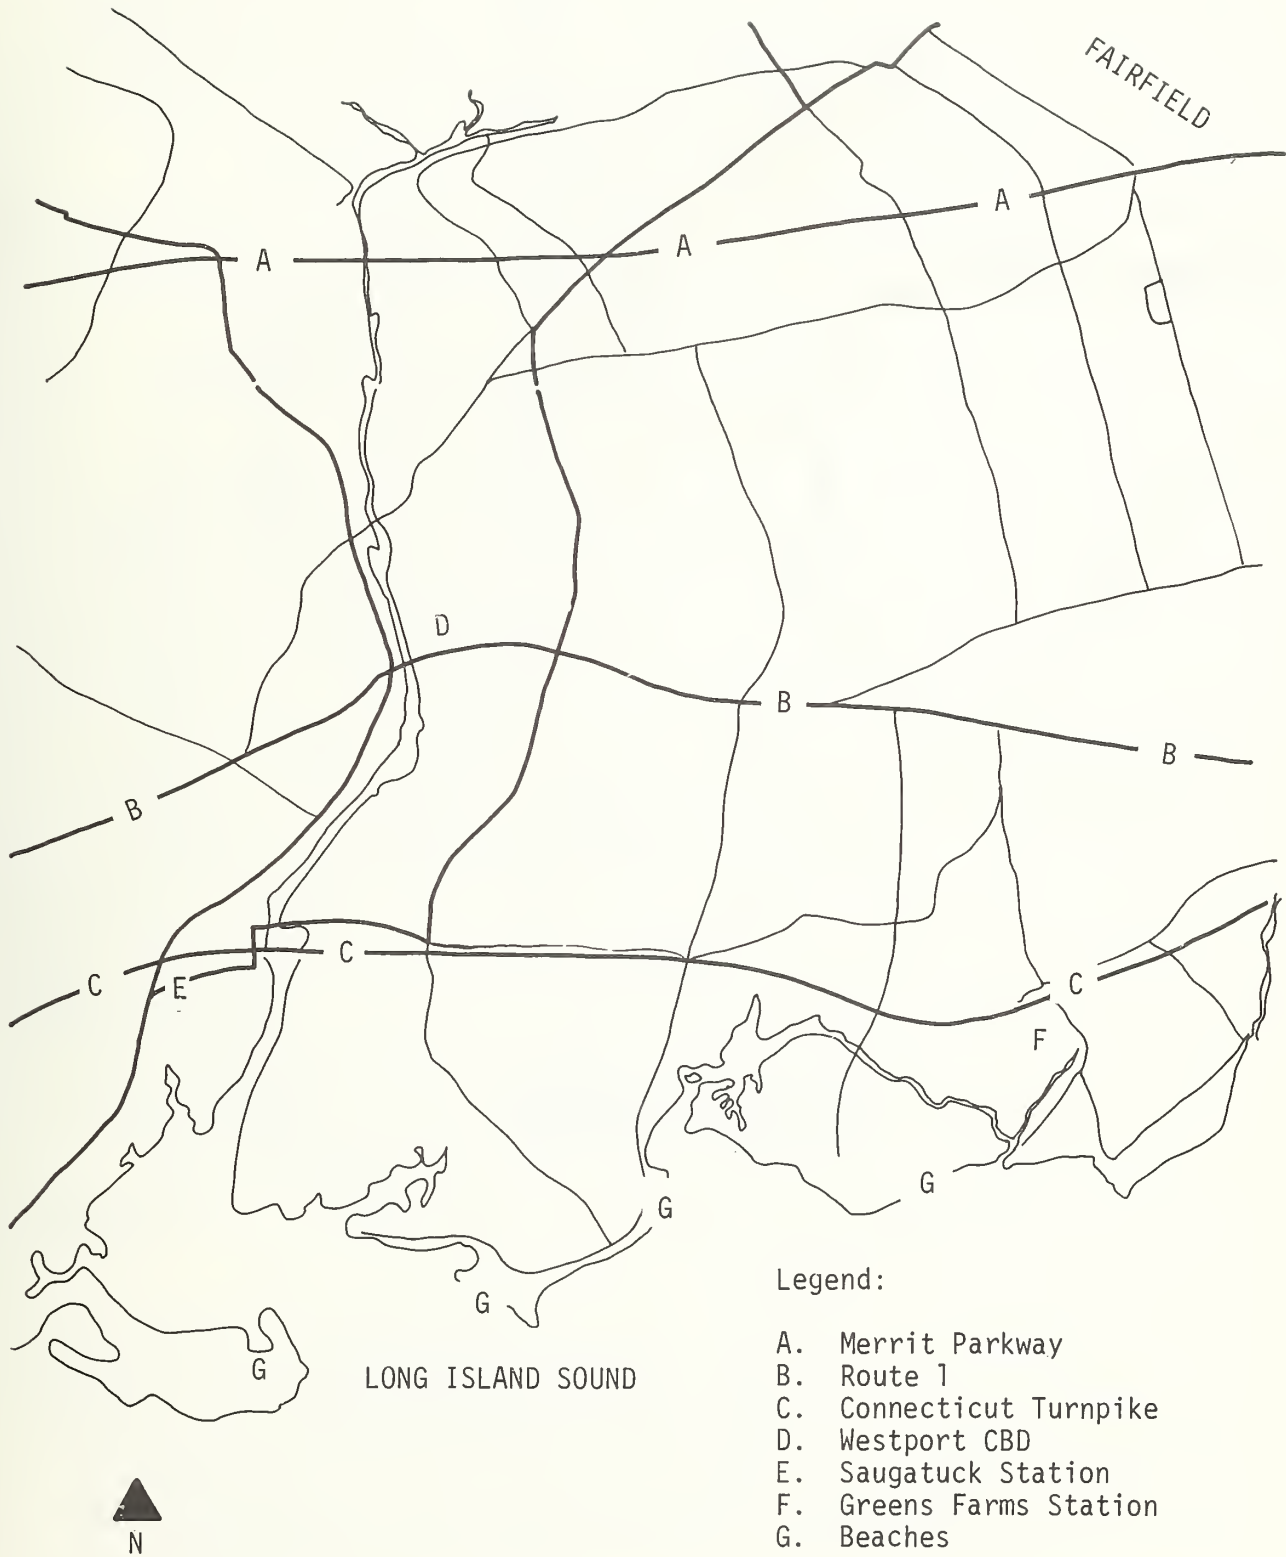 FAIRFIELD
A
A
A
D
B
B
B
C
C
C
E
F
G
G
G
G
LONG ISLAND SOUND
N
Legend:
A. Merrit Parkway
B. Route 1
C. Connecticut Turnpike
D. Westport CBD
E. Saugatuck Station
F. Greens Farms Station
G. Beaches